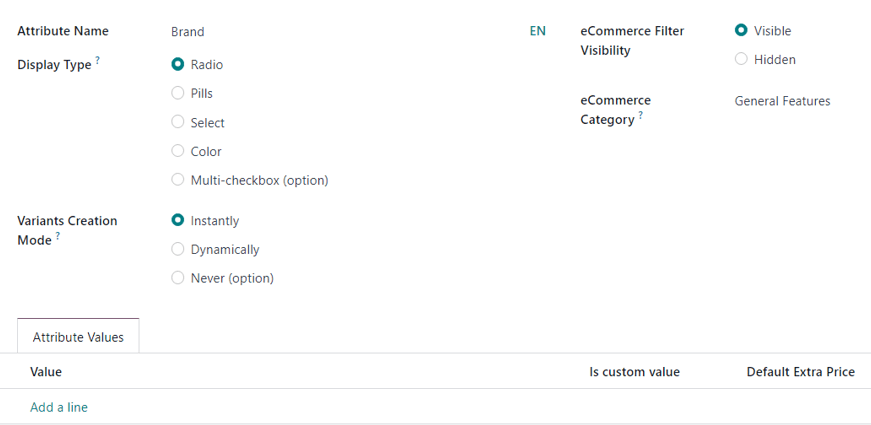 Attribute Name Brand EN
Display Type ? Radio
Pills
Select
Color
Multi-checkbox (option)
Variants Creation
Mode ?
Instantly
Dynamically
Never (option)
eCommerce Filter
Visibility
Visible
Hidden
eCommerce
Category ?
General Features
Attribute Values
Value Is custom value Default Extra Price
Add a line